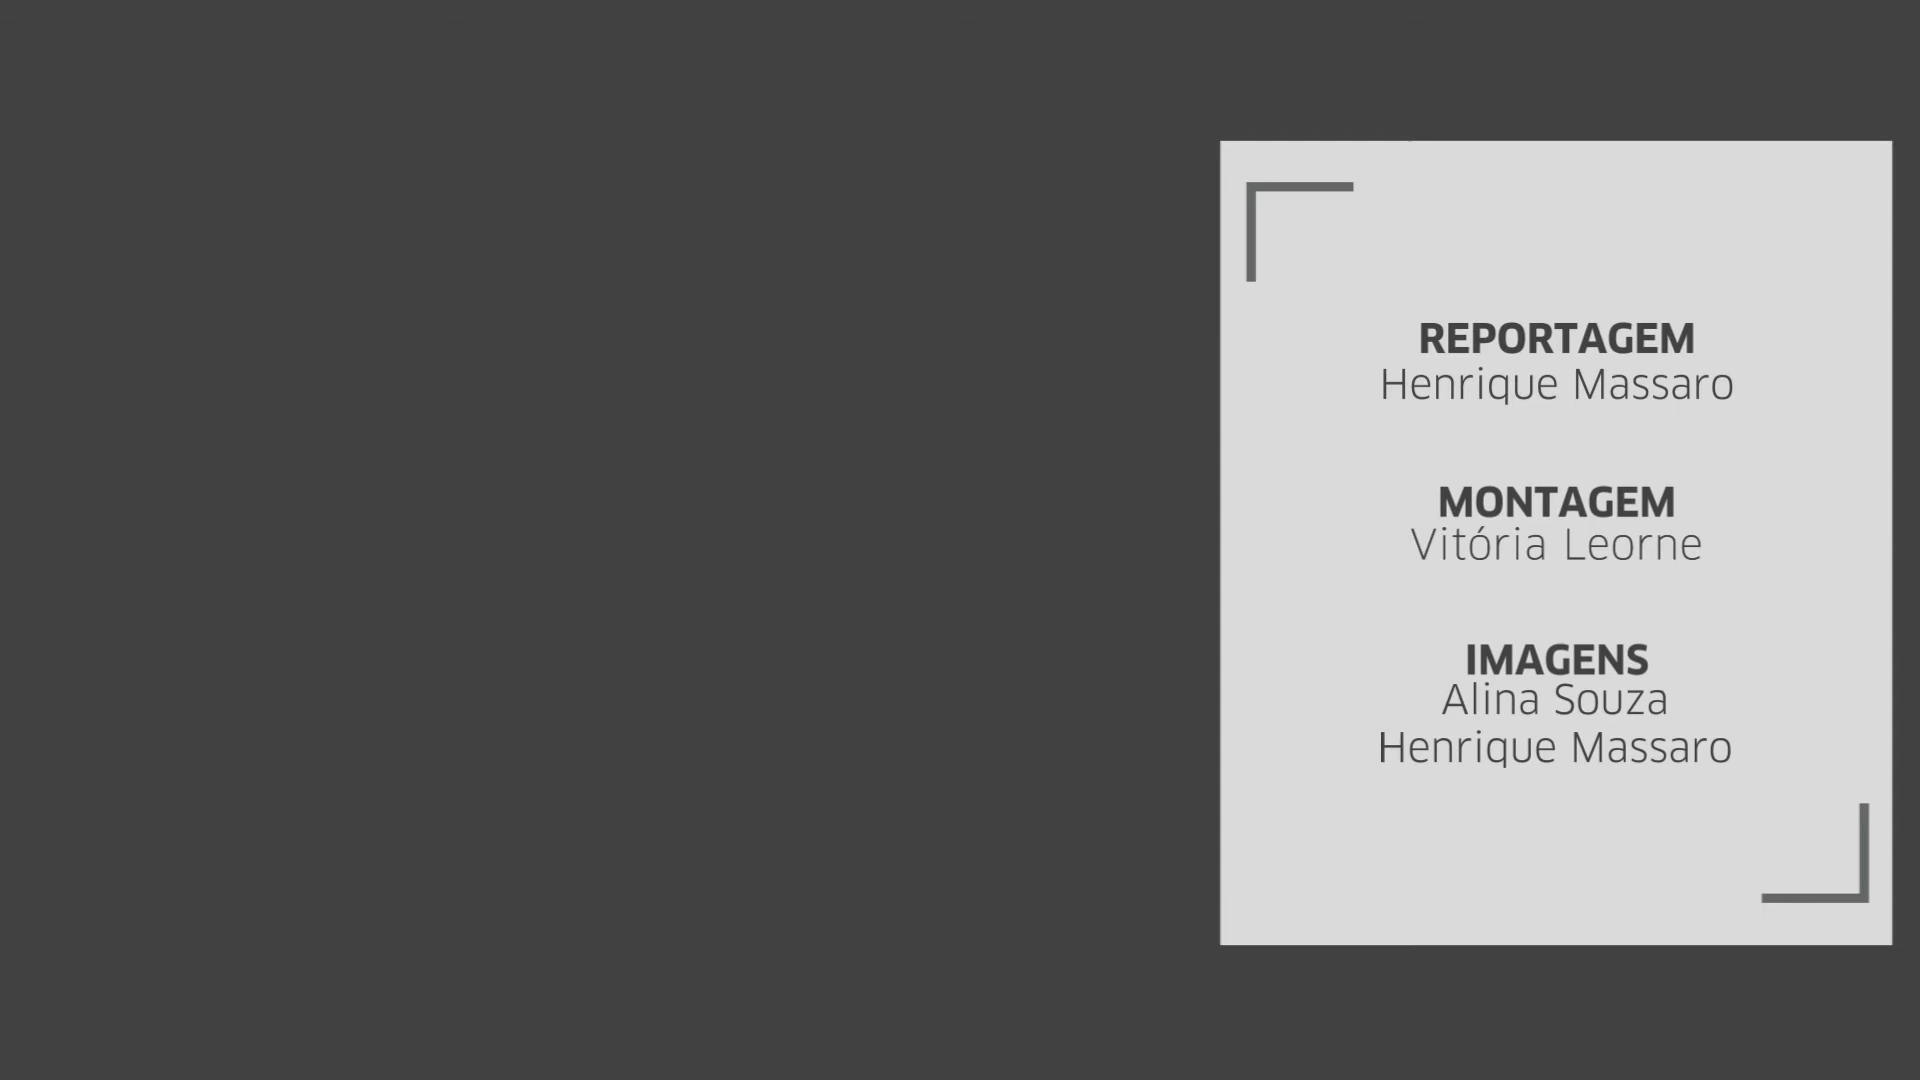 REPORTAGEM
Henrique Massaro
MONTAGEM
Vitória Leorne
IMAGENS
Alina Souza
Henrique Massaro